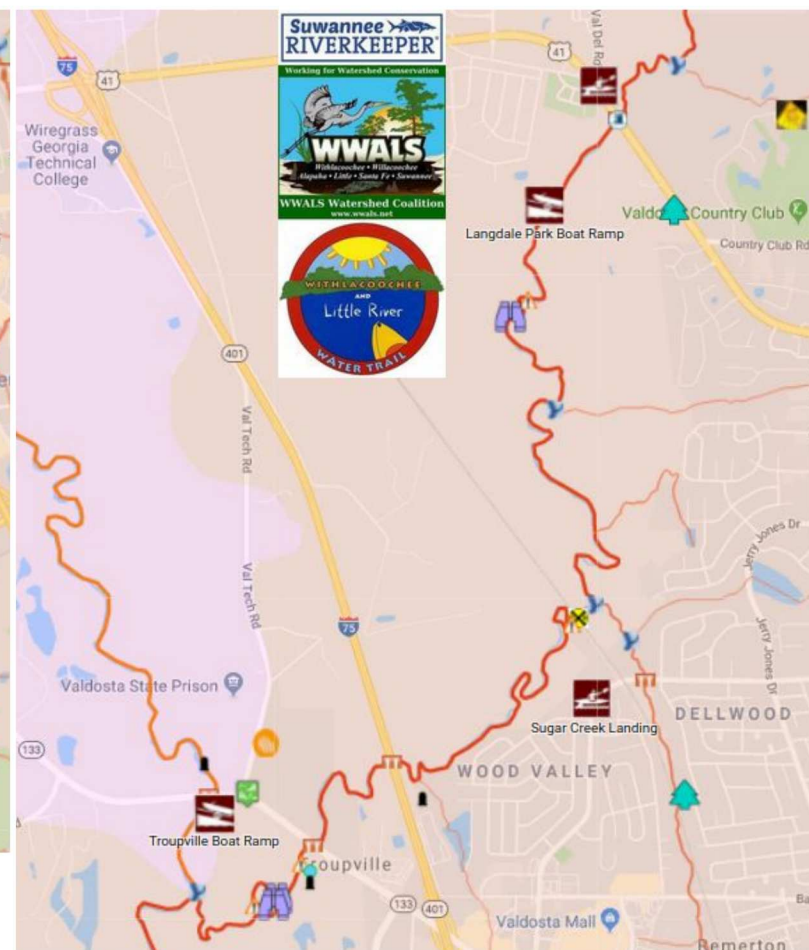 75
41
Wiregrass
Georgia
Technical
College
Suwannee
RIVERKEEPER®
Working for Watershed Conservation
WWALS
Withlacoochee • Willacoochee
Alapaha • Little • Santa Fe • Suwannee
WWALS Watershed Coalition
www.wwals.net
WITHLACOOCHEE
AND
Little River
WATER TRAIL
41
Val Del Ro
Langdale Park Boat Ramp
Valdo
Country Club
Country Club Rd
401
Val Tech Rd
Val Tech Rd
75
Jerry Jones Dr
Jerry Jones Dr
Valdosta State Prison
Sugar Creek Landing
DELLWOOD
133
WOOD VALLEY
Troupville Boat Ramp
Troupville
133
401
Valdosta Mall
Ba
Bemerton